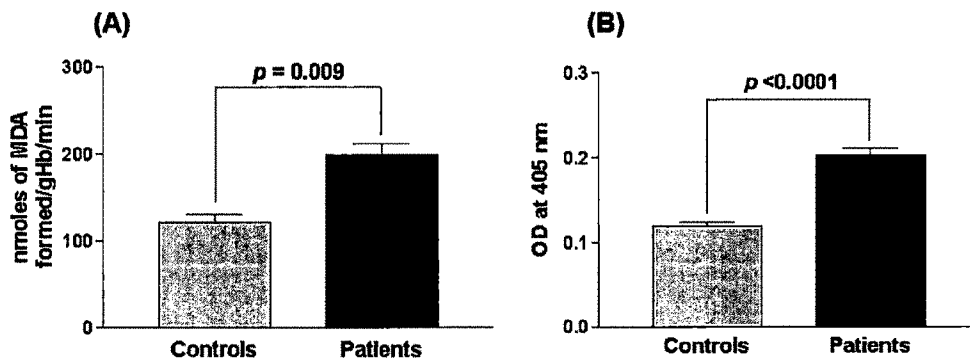 (A)
p = 0.009
nmoles of MDA
formed/gHb/min
300
200
100
0
Controls
Patients
(B)
p <0.0001
OD at 405 nm
0.3
0.2
0.1
0.0
Controls
Patients